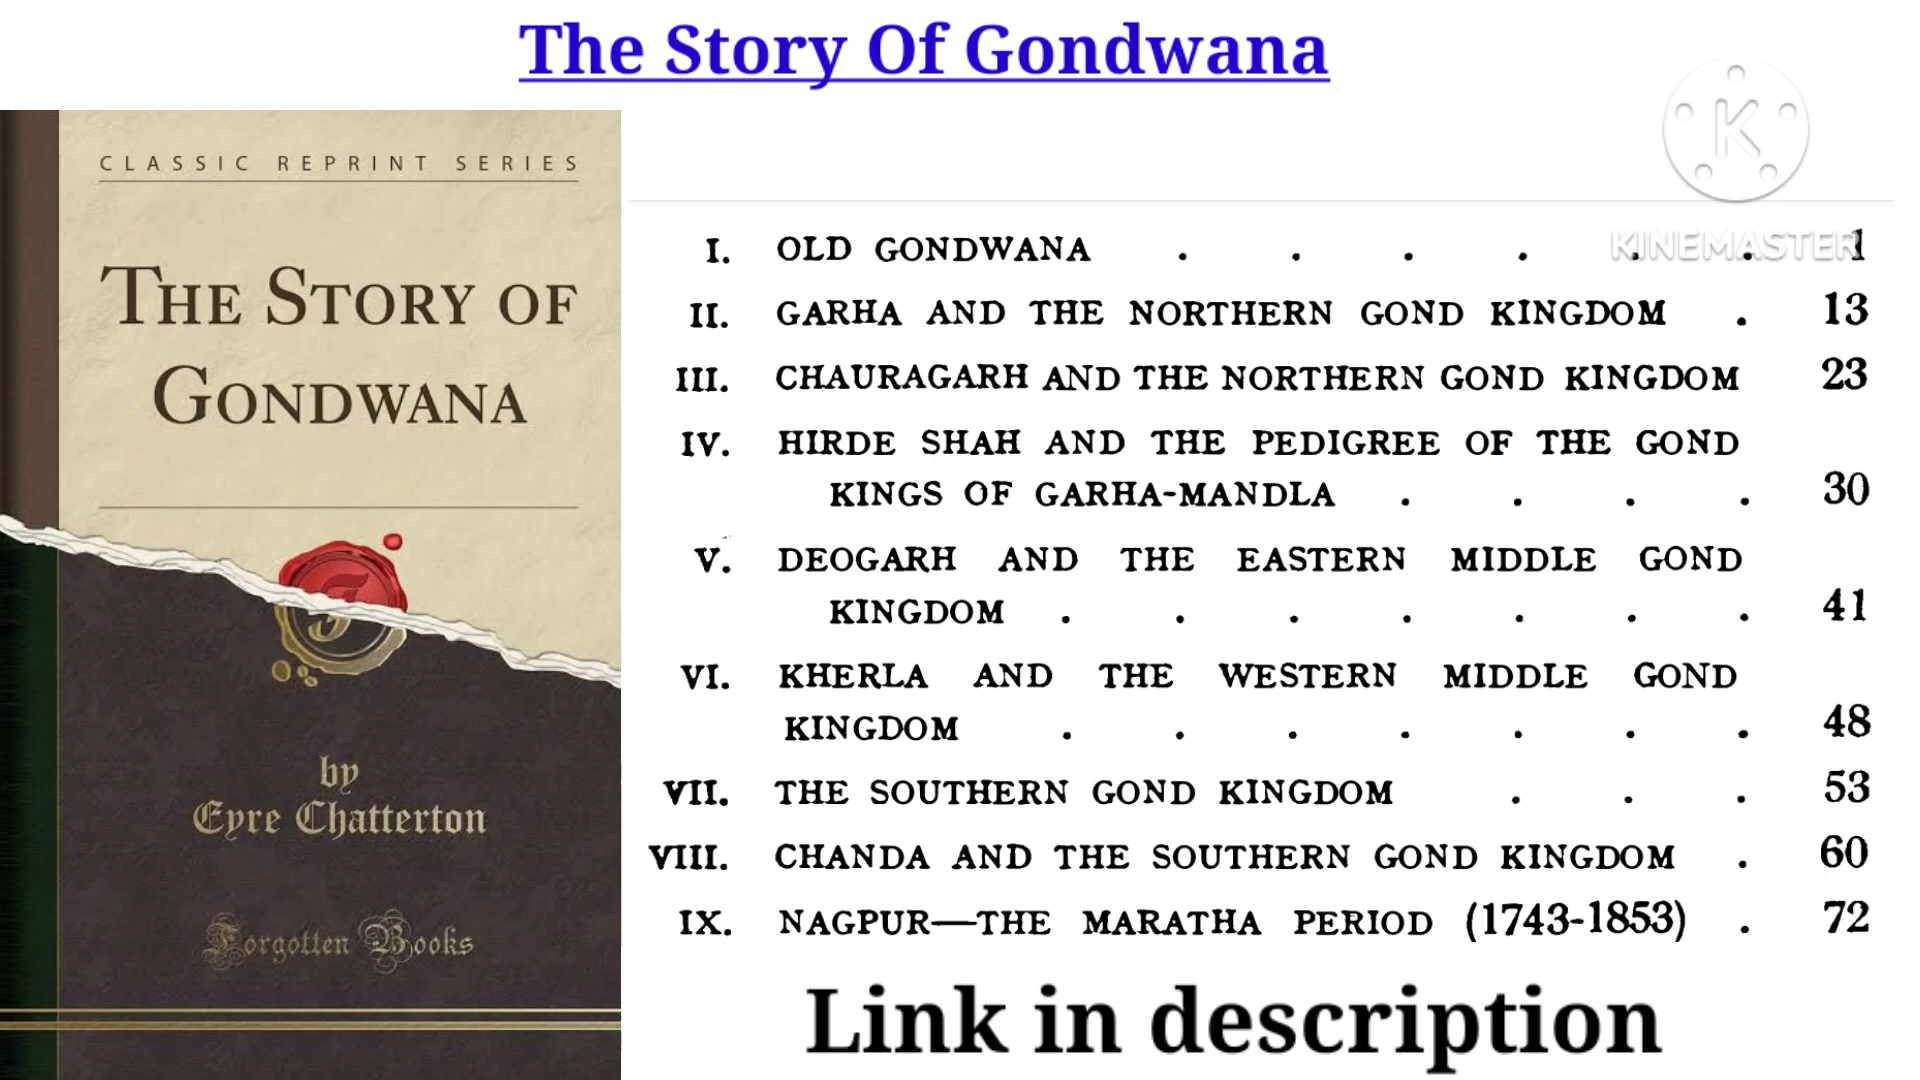 The Story Of Gondwana
CLASSIC REPRINT SERIES
THE STORY OF
GONDWANA
by
Eyre Chatterton
Forgotten Books
K
KINEMASTER
I. OLD GONDWANA . . . . . . 1
II. GARHA AND THE NORTHERN GOND KINGDOM . 13
III. CHAURAGARH AND THE NORTHERN GOND KINGDOM 23
IV. HIRDE SHAH AND THE PEDIGREE OF THE GOND
KINGS OF GARHA-MANDLA . . . . 30
V. DEOGARH AND THE EASTERN MIDDLE GOND
KINGDOM . . . . . . . 41
VI. KHERLA AND THE WESTERN MIDDLE GOND
KINGDOM . . . . . . . 48
VII. THE SOUTHERN GOND KINGDOM . . . 53
VIII. CHANDA AND THE SOUTHERN GOND KINGDOM . 60
IX. NAGPUR—THE MARATHA PERIOD (1743-1853) . 72
Link in description